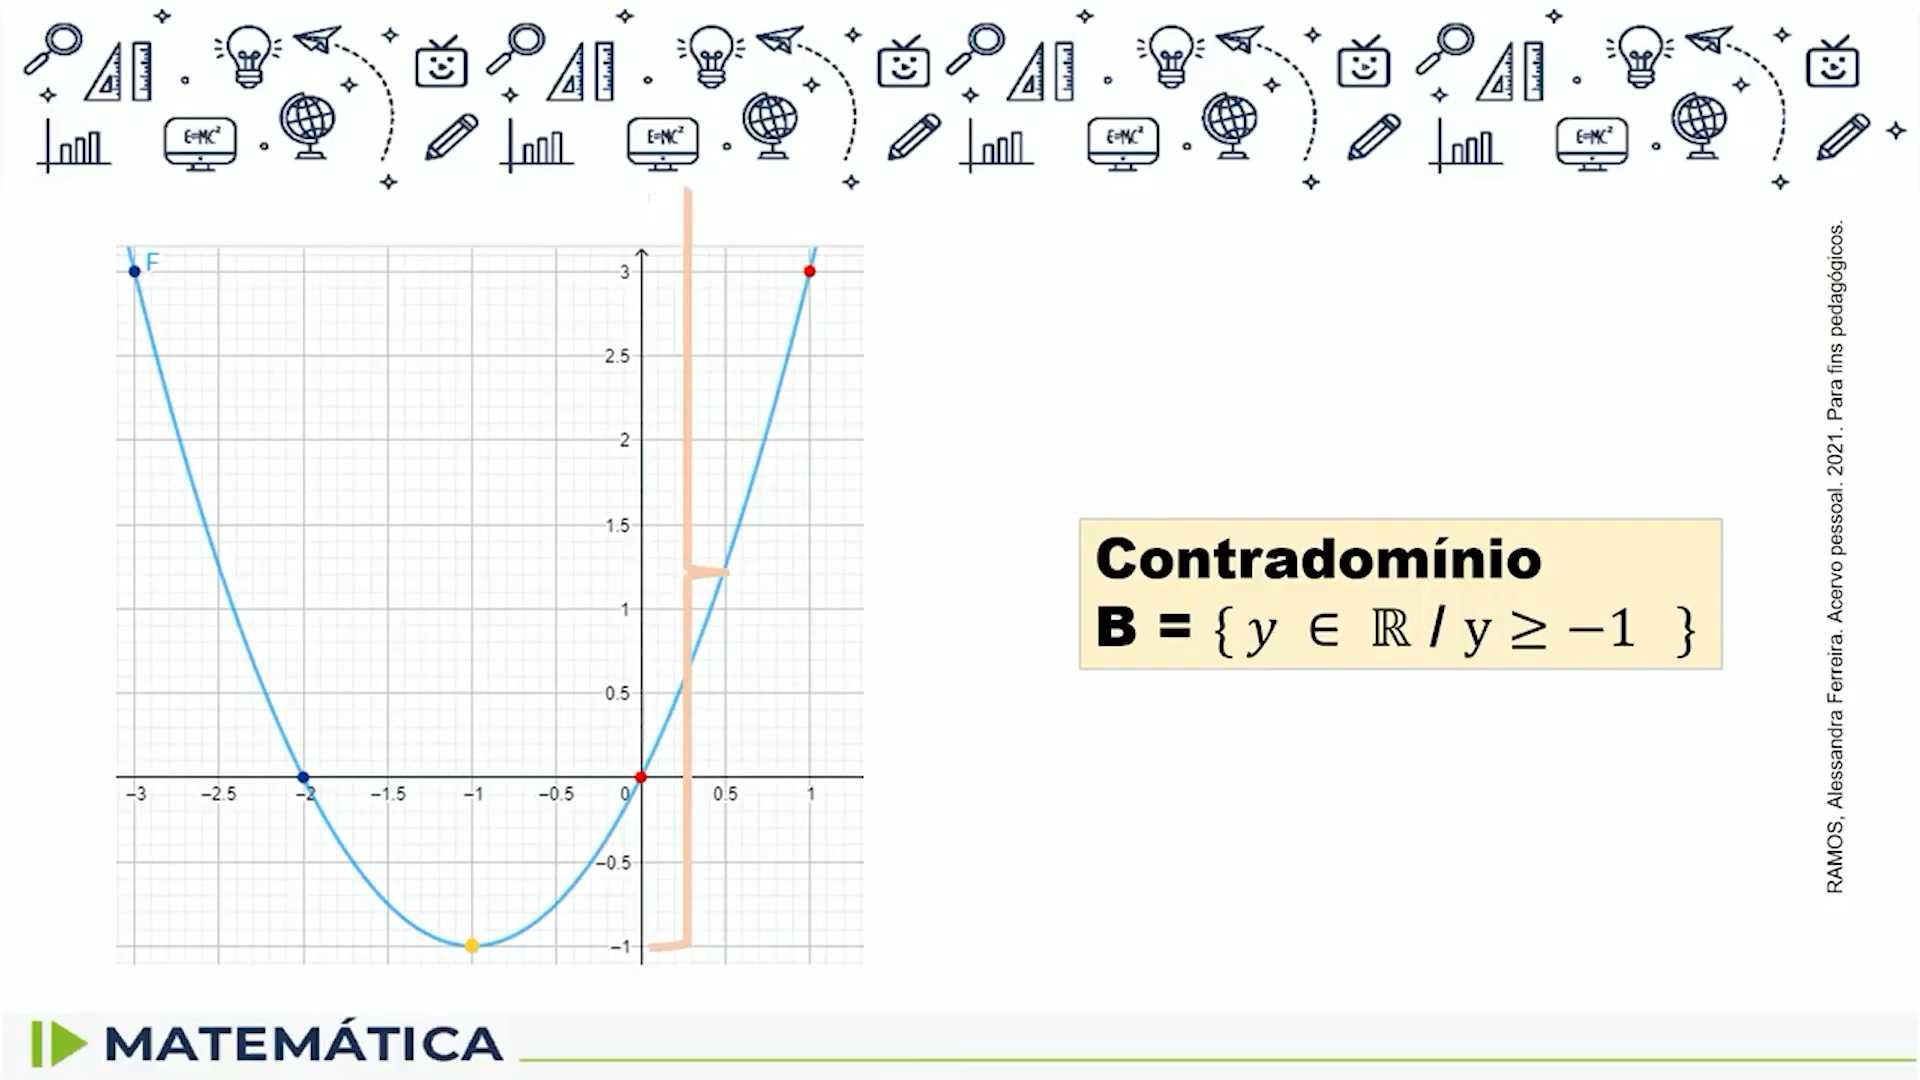 E=MC²
E=MC²
E=MC²
E=MC²
F
3
2.5
2
1.5
1
0.5
−3 −2.5 −2 −1.5 −1 −0.5 0 0.5 1
−0.5
−1
Contradomínio
B = { y ∈ ℝ / y ≥ −1 }
RAMOS, Alessandra Ferreira. Acervo pessoal. 2021. Para fins pedagógicos.
MATEMÁTICA